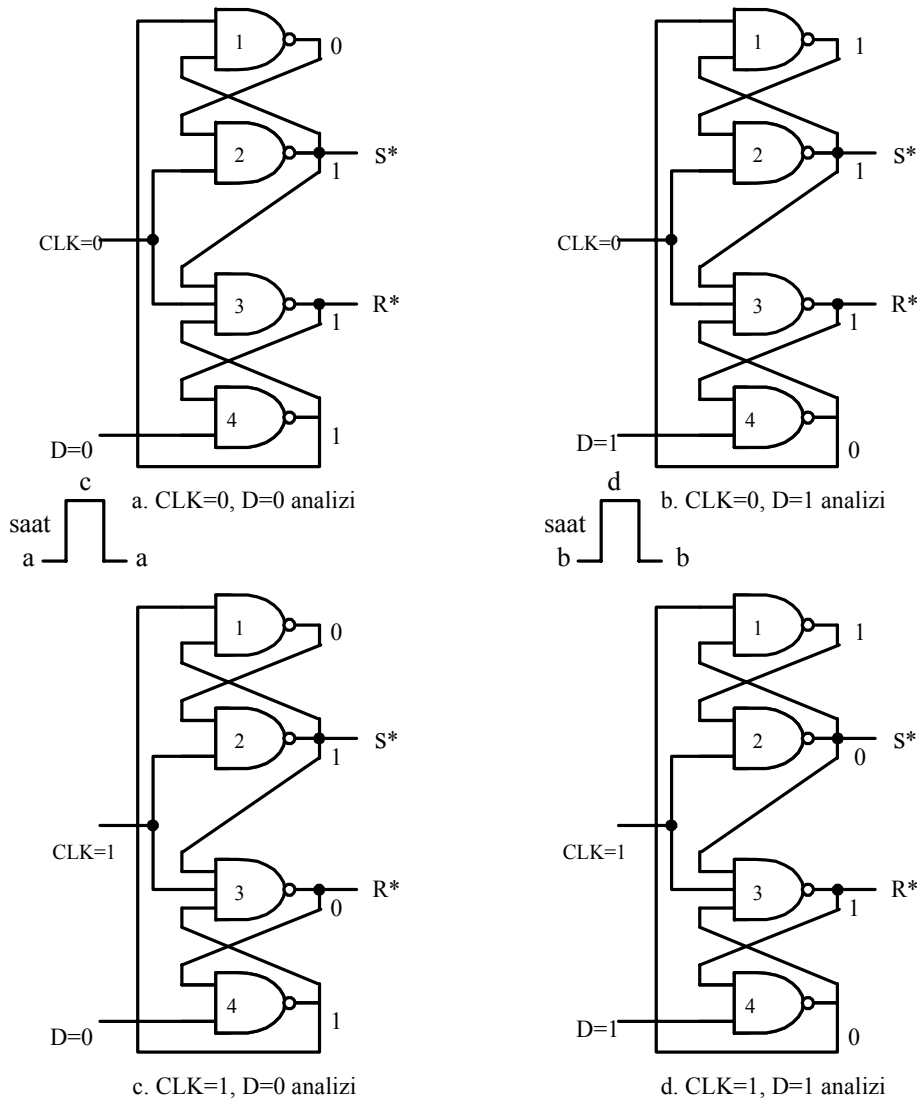 1
0
2
S*
1
CLK=0
3
R*
1
4
D=0
1
a. CLK=0, D=0 analizi
1
1
2
S*
1
CLK=0
3
R*
1
4
D=1
0
b. CLK=0, D=1 analizi
c
saat
a
a
d
saat
b
b
1
0
2
S*
1
CLK=1
3
R*
0
4
D=0
1
c. CLK=1, D=0 analizi
1
1
2
S*
0
CLK=1
3
R*
1
4
D=1
0
d. CLK=1, D=1 analizi